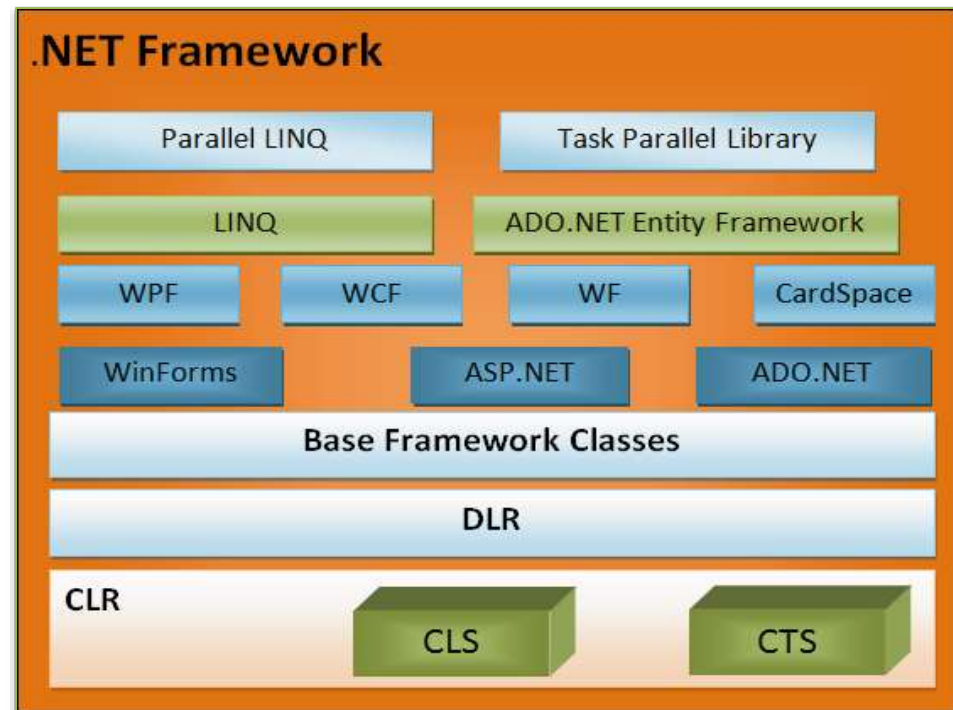 .NET Framework
Parallel LINQ
Task Parallel Library
LINQ
ADO.NET Entity Framework
WPF
WCF
WF
CardSpace
WinForms
ASP.NET
ADO.NET
Base Framework Classes
DLR
CLR
CLS
CTS